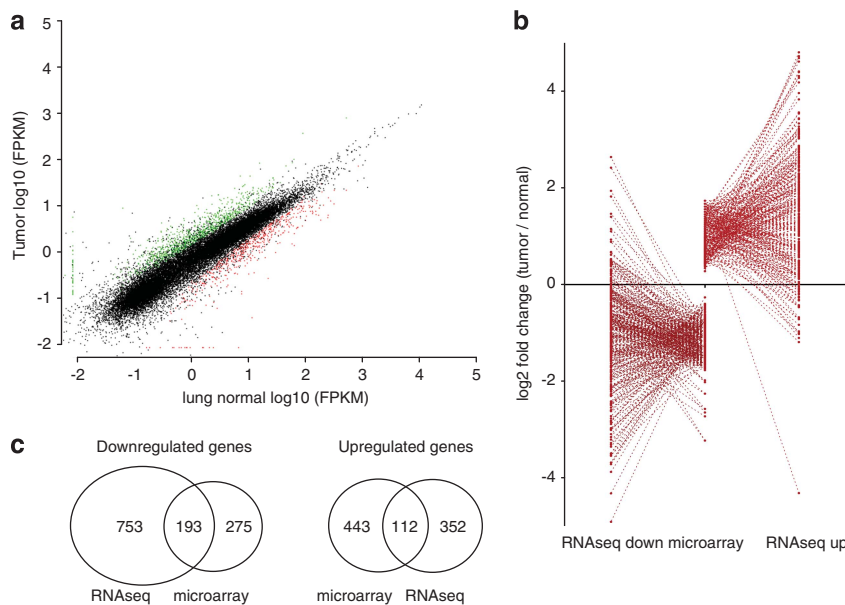 a
5
4
3
2
1
0
-1
-2
Tumor log10 (FPKM)
-2 -1 0 1 2 3 4 5
lung normal log10 (FPKM)
b
4
2
0
-2
-4
log2 fold change (tumor / normal)
RNAseq down microarray RNAseq up
c
Downregulated genes
753 193 275
RNAseq microarray
Upregulated genes
443 112 352
microarray RNAseq